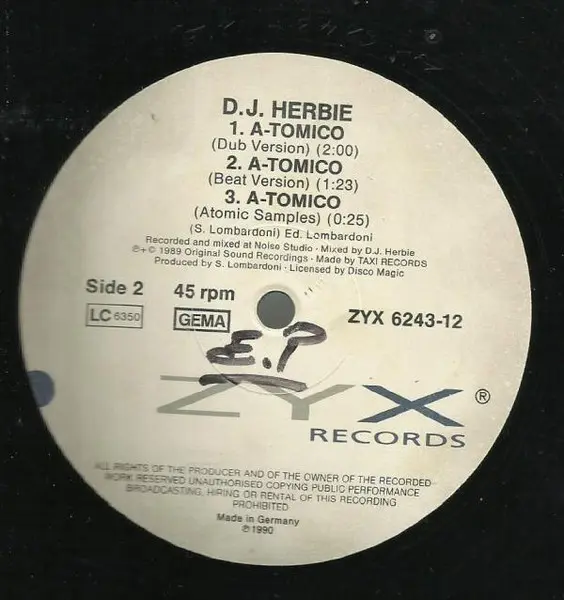 D.J. HERBIE
1. A-TOMICO
(Dub Version) (2:00)
2. A-TOMICO
(Beat Version) (1:23)
3. A-TOMICO
(Atomic Samples) (0:25)
(S. Lombardoni) Ed. Lombardoni
Recorded and mixed at Noise Studio · Mixed by D.J. Herbie
℗+© 1989 Original Sound Recordings · Made by TAXI RECORDS
Produced by S. Lombardoni · Licensed by Disco Magic
Side 2 45 rpm
LC 6350 GEMA ZYX 6243-12
E.P
ZYX ®
RECORDS
ALL RIGHTS OF THE PRODUCER AND OF THE OWNER OF THE RECORDED
WORK RESERVED UNAUTHORISED COPYING PUBLIC PERFORMANCE
BROADCASTING, HIRING OR RENTAL OF THIS RECORDING
PROHIBITED
Made in Germany
℗ 1990